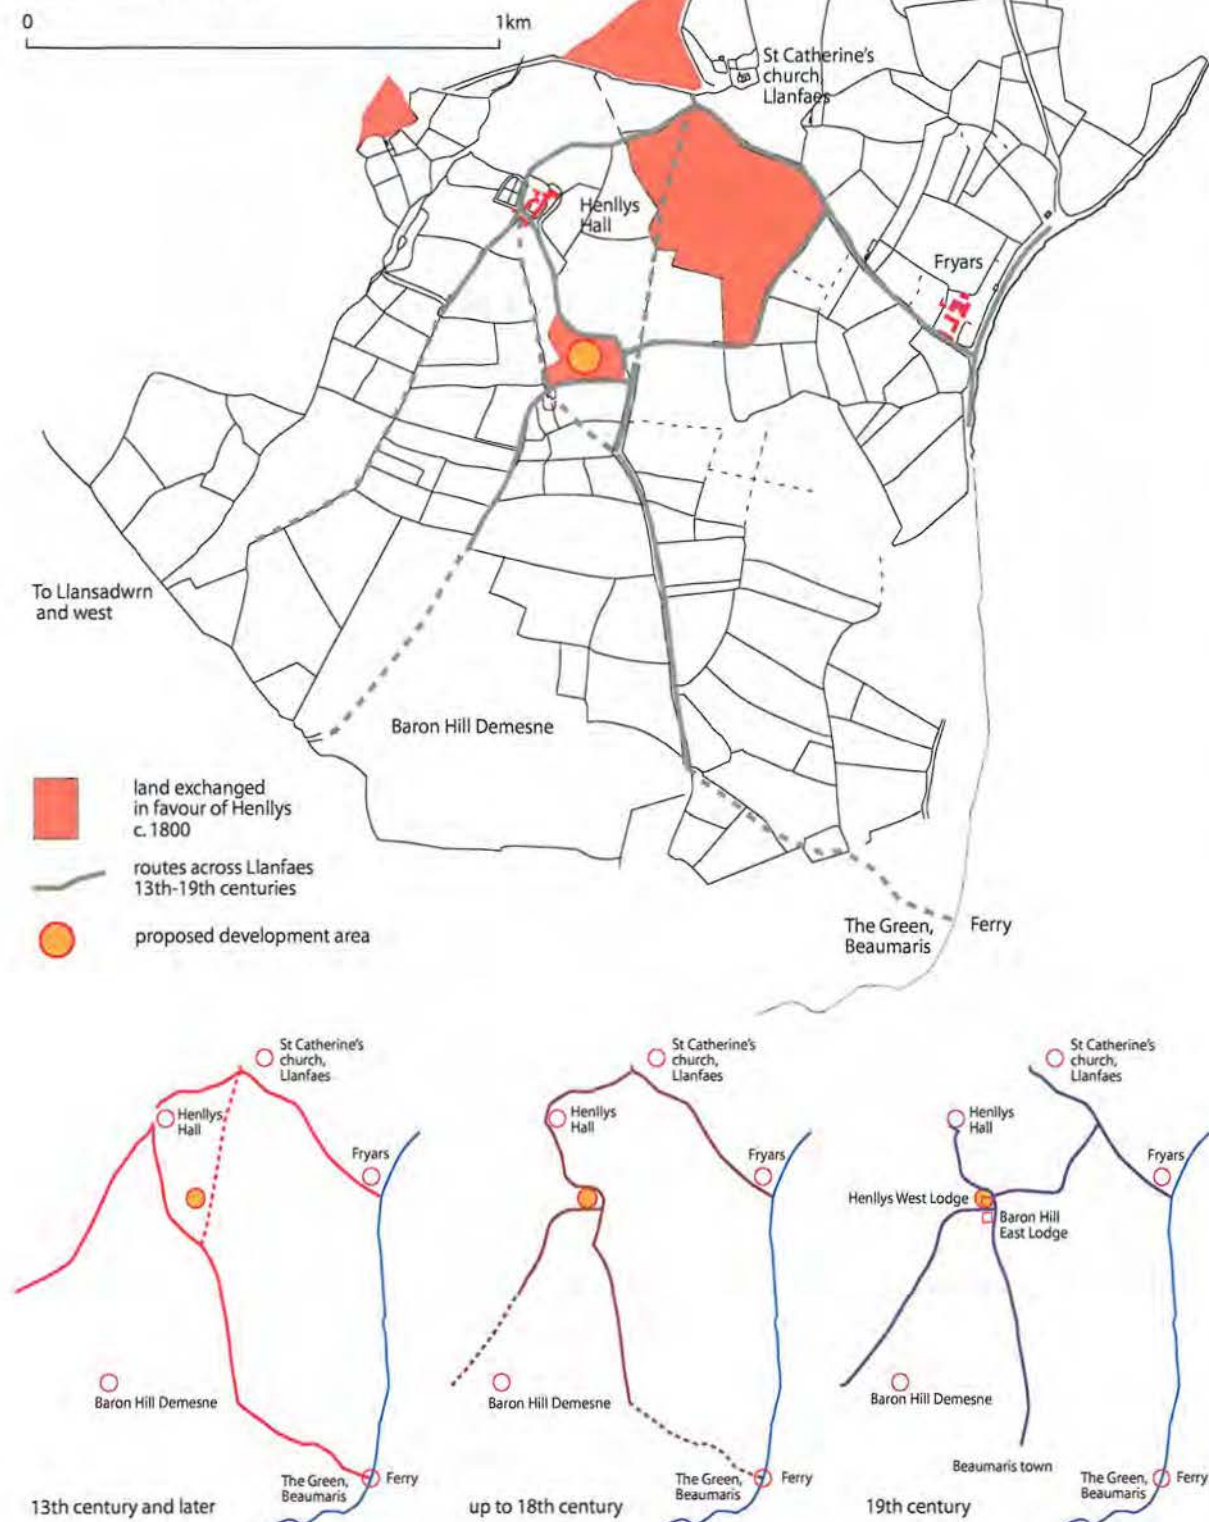 0
1km
St Catherine's
church,
Llanfaes
Henllys
Hall
Fryars
To Llansadwrn
and west
Baron Hill Demesne
land exchanged
in favour of Henllys
c. 1800
routes across Llanfaes
13th-19th centuries
proposed development area
The Green,
Beaumaris
Ferry
St Catherine's
church,
Llanfaes
Henllys
Hall
Fryars
Baron Hill Demesne
The Green,
Beaumaris
Ferry
13th century and later
St Catherine's
church,
Llanfaes
Henllys
Hall
Fryars
Baron Hill Demesne
The Green,
Beaumaris
Ferry
up to 18th century
St Catherine's
church,
Llanfaes
Henllys
Hall
Fryars
Henllys West Lodge
Baron Hill
East Lodge
Baron Hill Demesne
Beaumaris town
The Green,
Beaumaris
Ferry
19th century